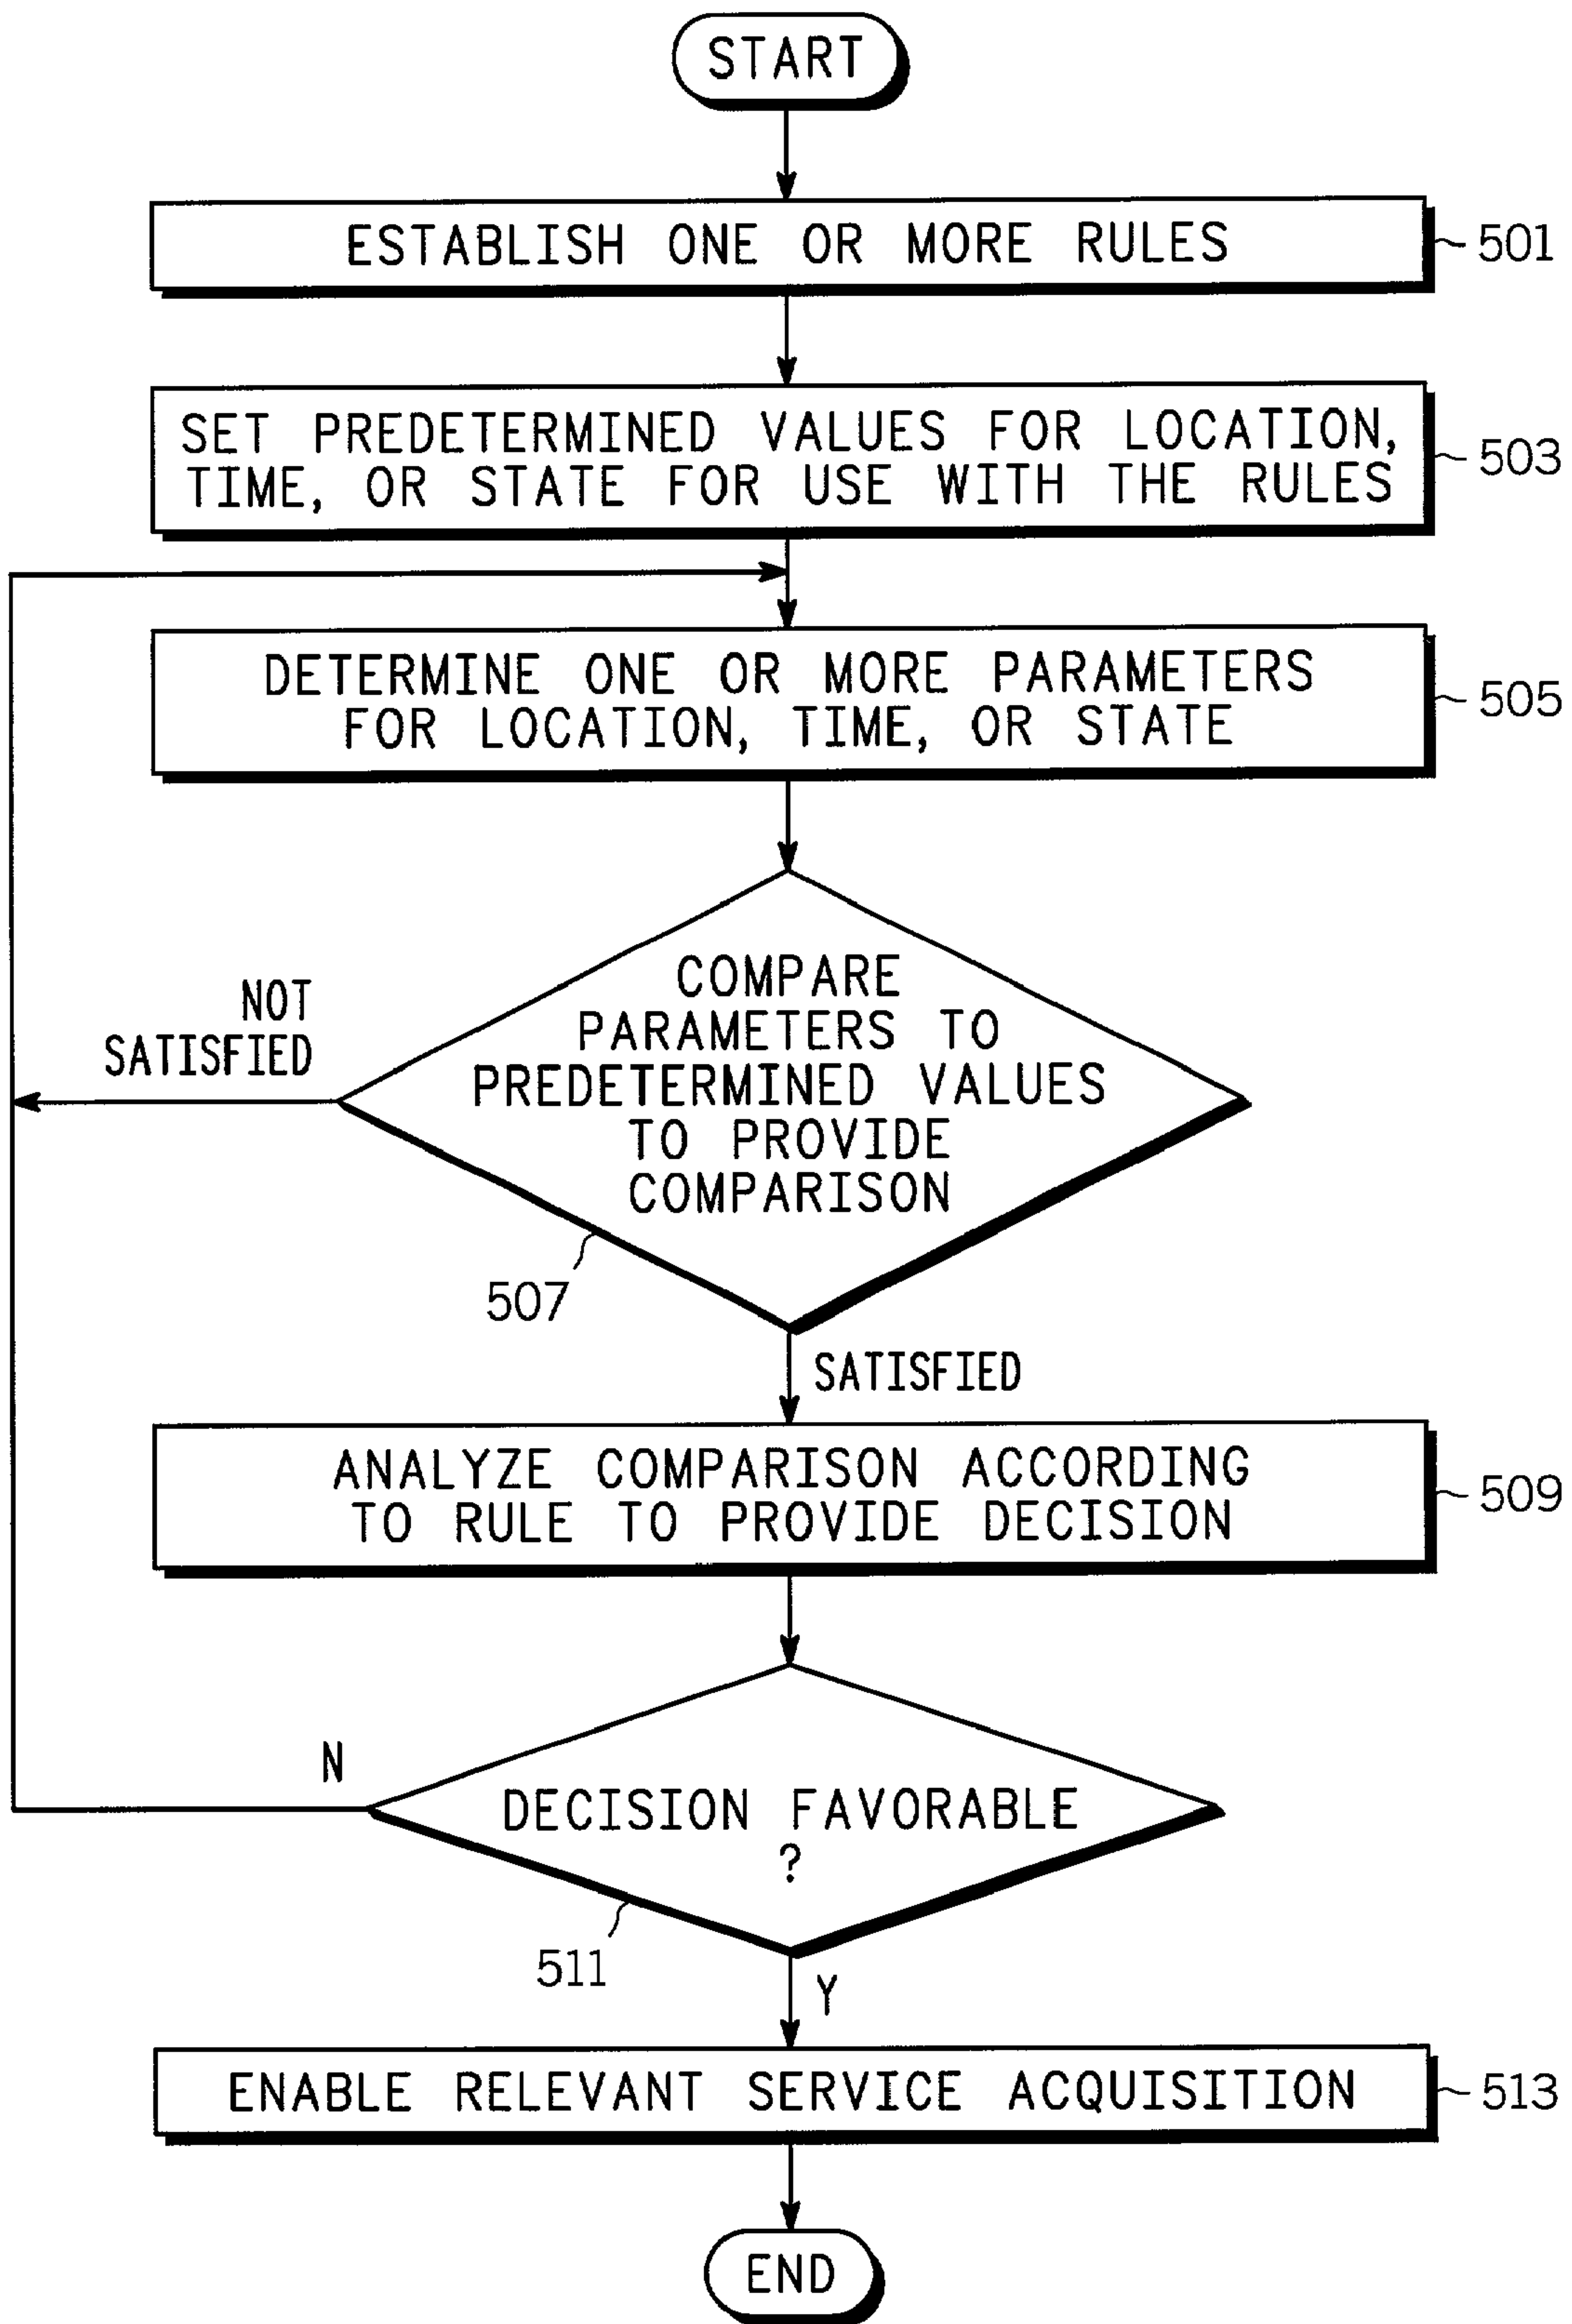 START
ESTABLISH ONE OR MORE RULES
501
SET PREDETERMINED VALUES FOR LOCATION,
TIME, OR STATE FOR USE WITH THE RULES
503
DETERMINE ONE OR MORE PARAMETERS
FOR LOCATION, TIME, OR STATE
505
COMPARE
PARAMETERS TO
PREDETERMINED VALUES
TO PROVIDE
COMPARISON
NOT
SATISFIED
507
SATISFIED
ANALYZE COMPARISON ACCORDING
TO RULE TO PROVIDE DECISION
509
N
DECISION FAVORABLE
?
511
Y
ENABLE RELEVANT SERVICE ACQUISITION
513
END